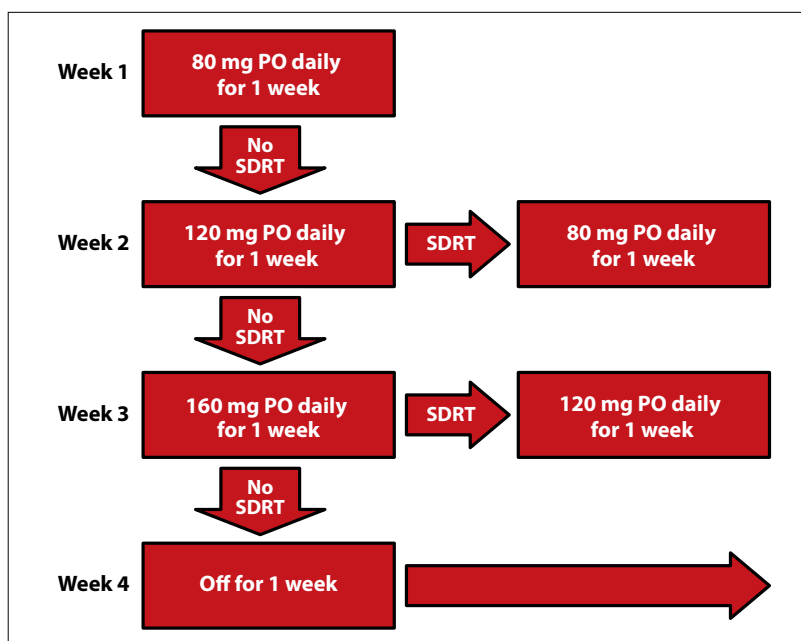 Week 1
80 mg PO daily
for 1 week
No
SDRT
Week 2
120 mg PO daily
for 1 week
SDRT
80 mg PO daily
for 1 week
No
SDRT
Week 3
160 mg PO daily
for 1 week
SDRT
120 mg PO daily
for 1 week
No
SDRT
Week 4
Off for 1 week